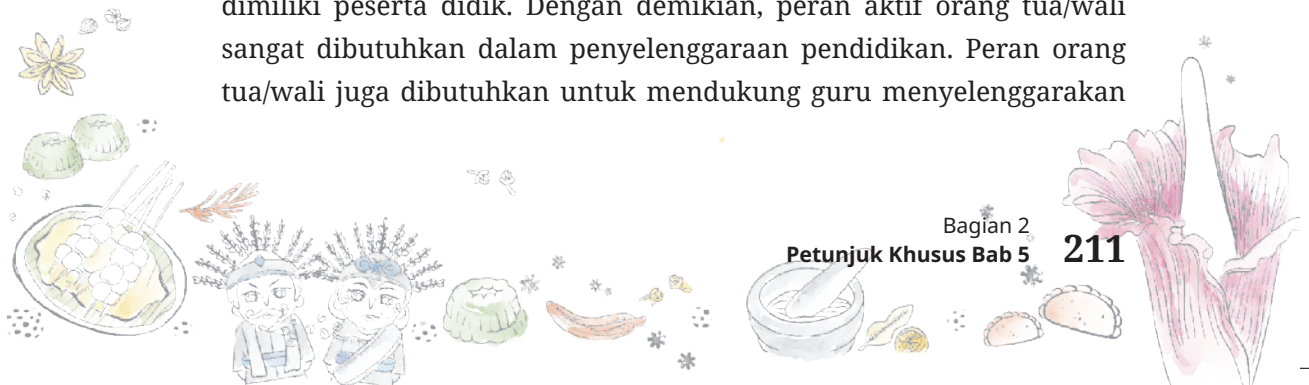 dimiliki peserta didik. Dengan demikian, peran aktif orang tua/wali
sangat dibutuhkan dalam penyelenggaraan pendidikan. Peran orang
tua/wali juga dibutuhkan untuk mendukung guru menyelenggarakan
Bagian 2
Petunjuk Khusus Bab 5 211